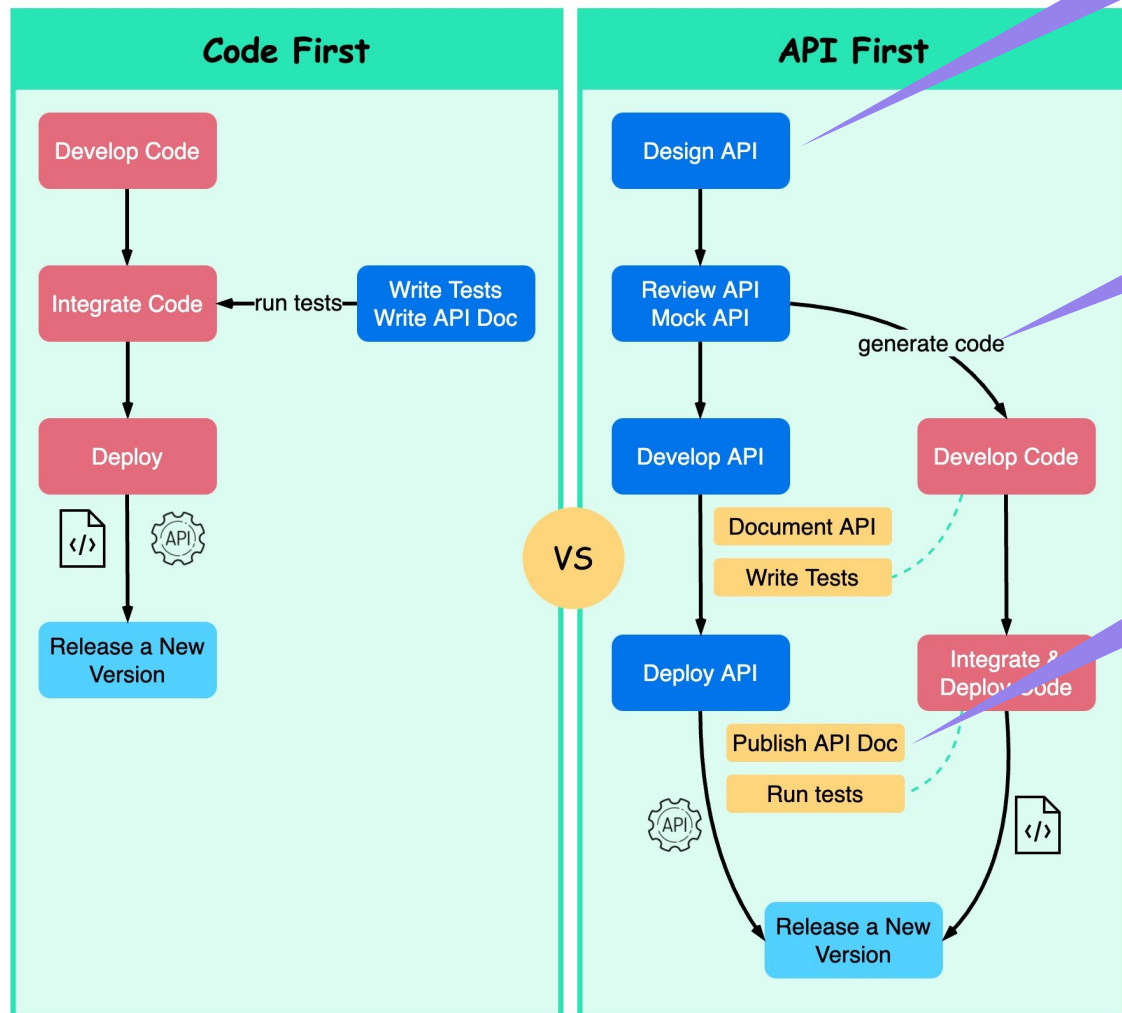 Code First
Develop Code
Integrate Code
run tests
Write Tests
Write API Doc
Deploy
</>
API
Release a New
Version
VS
API First
Design API
Review API
Mock API
generate code
Develop API
Develop Code
Document API
Write Tests
Deploy API
Integrate &
Deploy Code
Publish API Doc
Run tests
API
</>
Release a New
Version